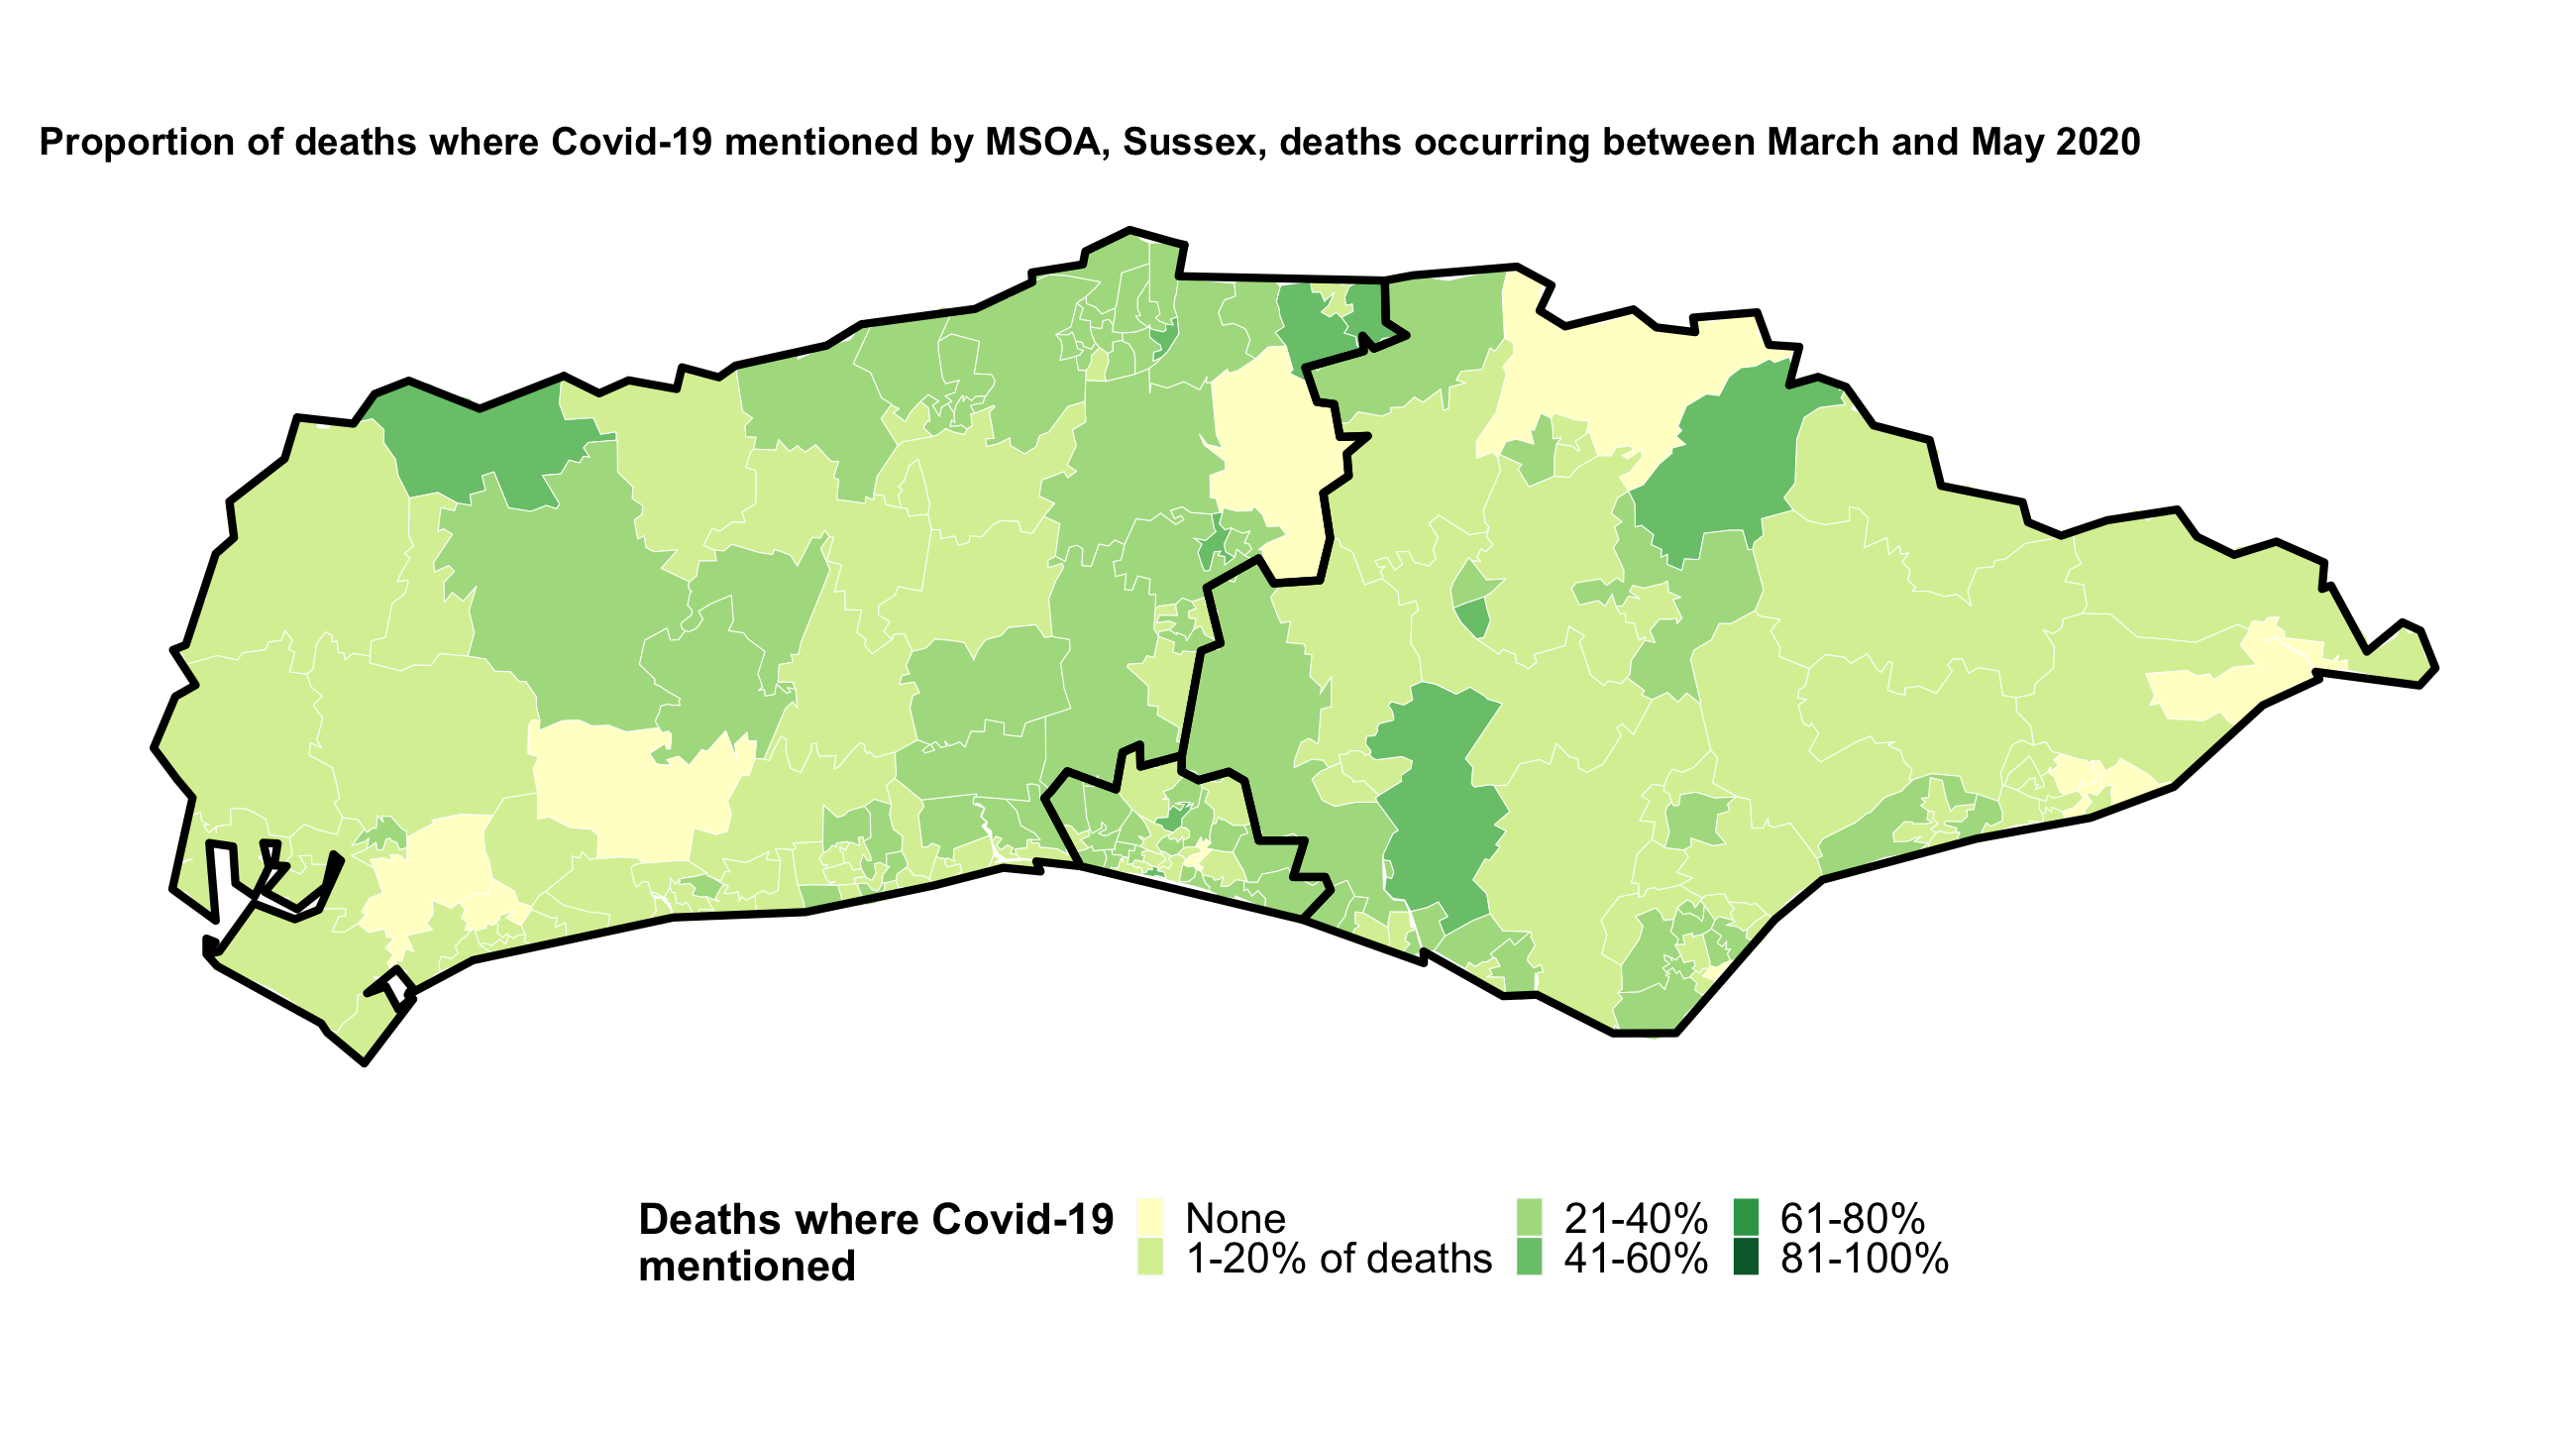 Proportion of deaths where Covid-19 mentioned by MSOA, Sussex, deaths occurring between March and May 2020
Deaths where Covid-19
mentioned
None
1-20% of deaths
21-40%
41-60%
61-80%
81-100%